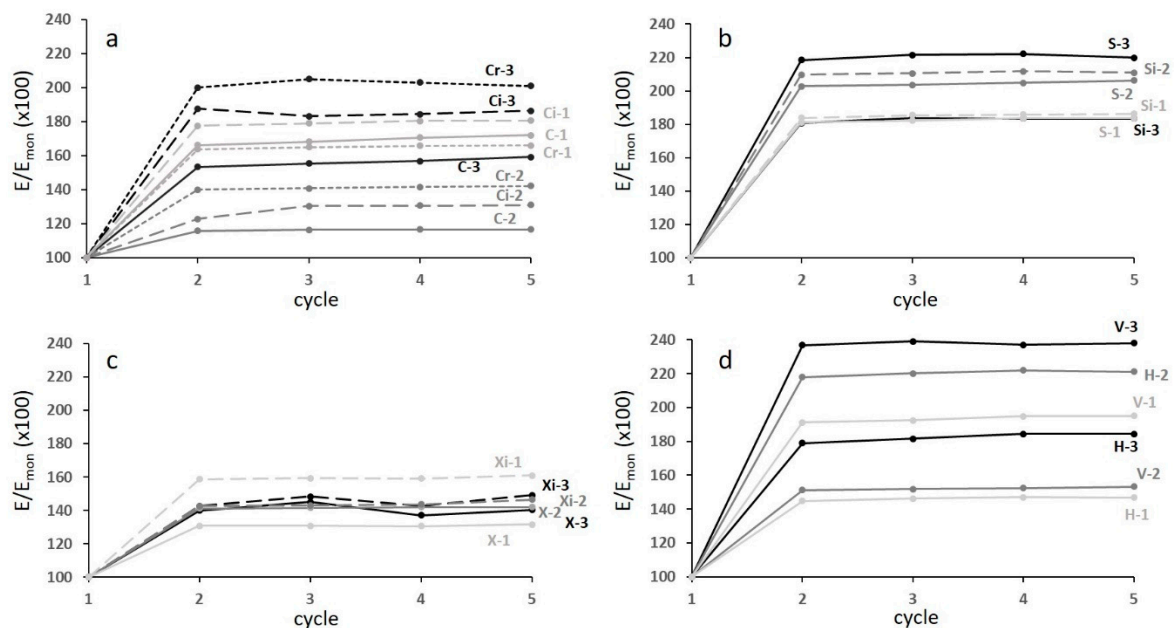 a
E/Emon (x100)
240
220
200
180
160
140
120
100
Cr-3
Ci-3
Ci-1
C-1
Cr-1
C-3
Cr-2
Ci-2
C-2
1 2 3 4 5
cycle
b
E/Emon (x100)
240
220
200
180
160
140
120
100
S-3
Si-2
S-2
Si-1
S-1
Si-3
1 2 3 4 5
cycle
c
E/Emon (x100)
240
220
200
180
160
140
120
100
Xi-1
Xi-3
Xi-2
X-2
X-3
X-1
1 2 3 4 5
cycle
d
E/Emon (x100)
240
220
200
180
160
140
120
100
V-3
H-2
V-1
H-3
V-2
H-1
1 2 3 4 5
cycle